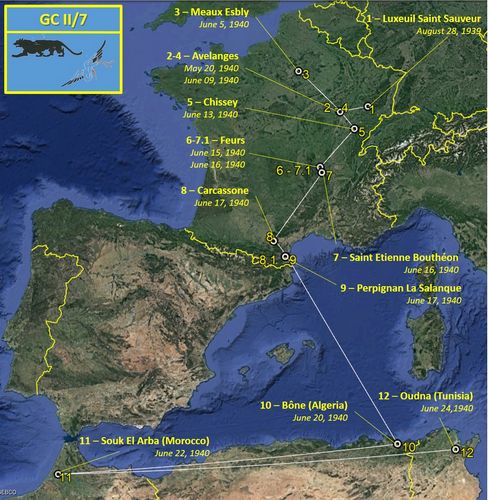 GC II/7
3 – Meaux Esbly
June 5, 1940
1 – Luxeuil Saint Sauveur
August 28, 1939
2-4 – Avelanges
May 20, 1940
June 09, 1940
3
2
4
1
5 – Chissey
June 13, 1940
5
6-7.1 – Feurs
June 15, 1940
June 16, 1940
6 - 7.1
7
8 – Carcassone
June 17, 1940
8
8.1
9
7 – Saint Etienne Bouthéon
June 16, 1940
9 – Perpignan La Salanque
June 17, 1940
12 – Oudna (Tunisia)
June 24,1940
10 – Bône (Algeria)
June 20, 1940
11 – Souk El Arba (Morocco)
June 22, 1940
10
12
11
GEBCO